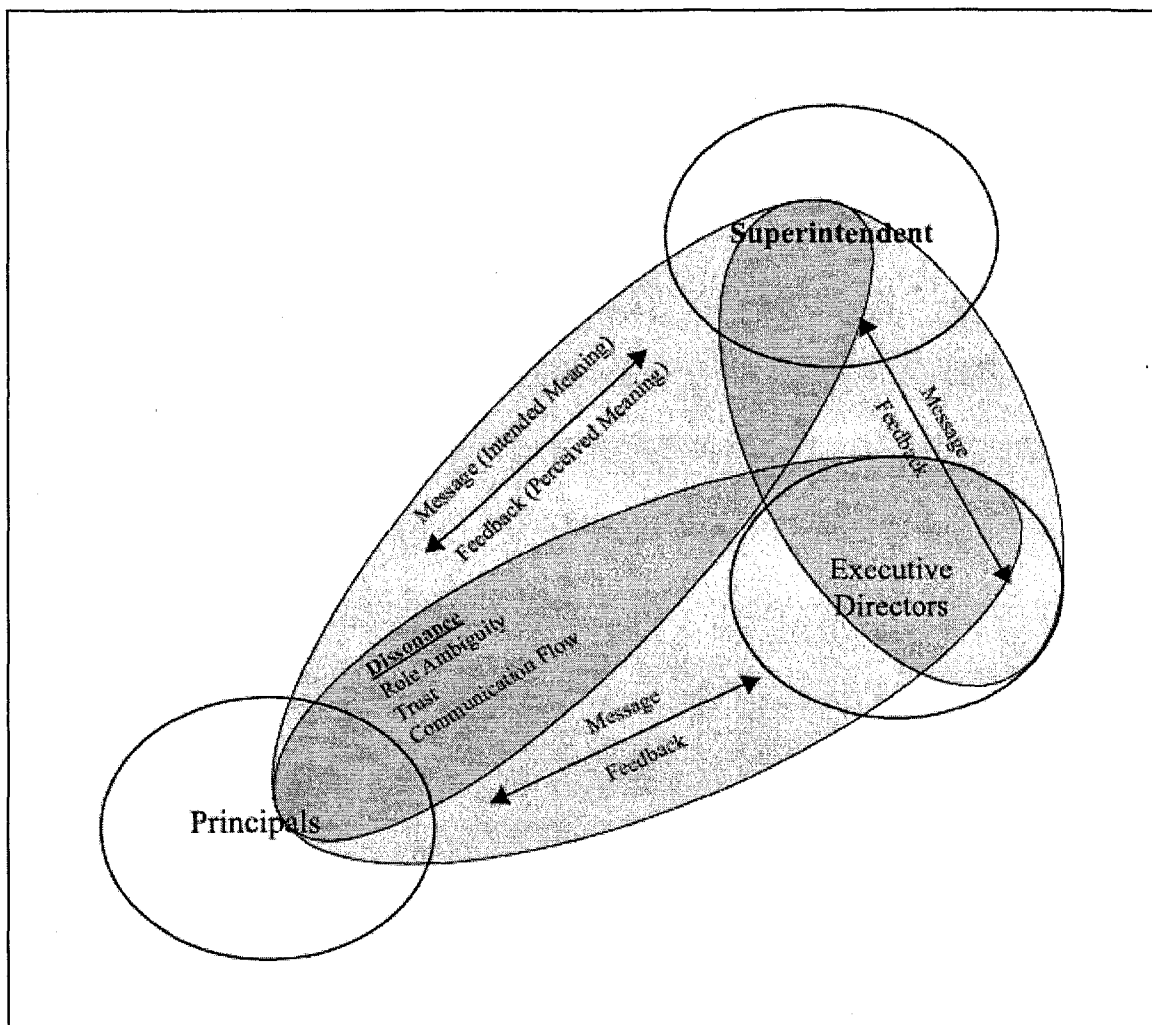 Superintendent
Message (Intended Meaning)
Feedback (Perceived Meaning)
Message
Feedback
Executive
Directors
Dissonance
Role Ambiguity
Trust
Communication Flow
Message
Feedback
Principals